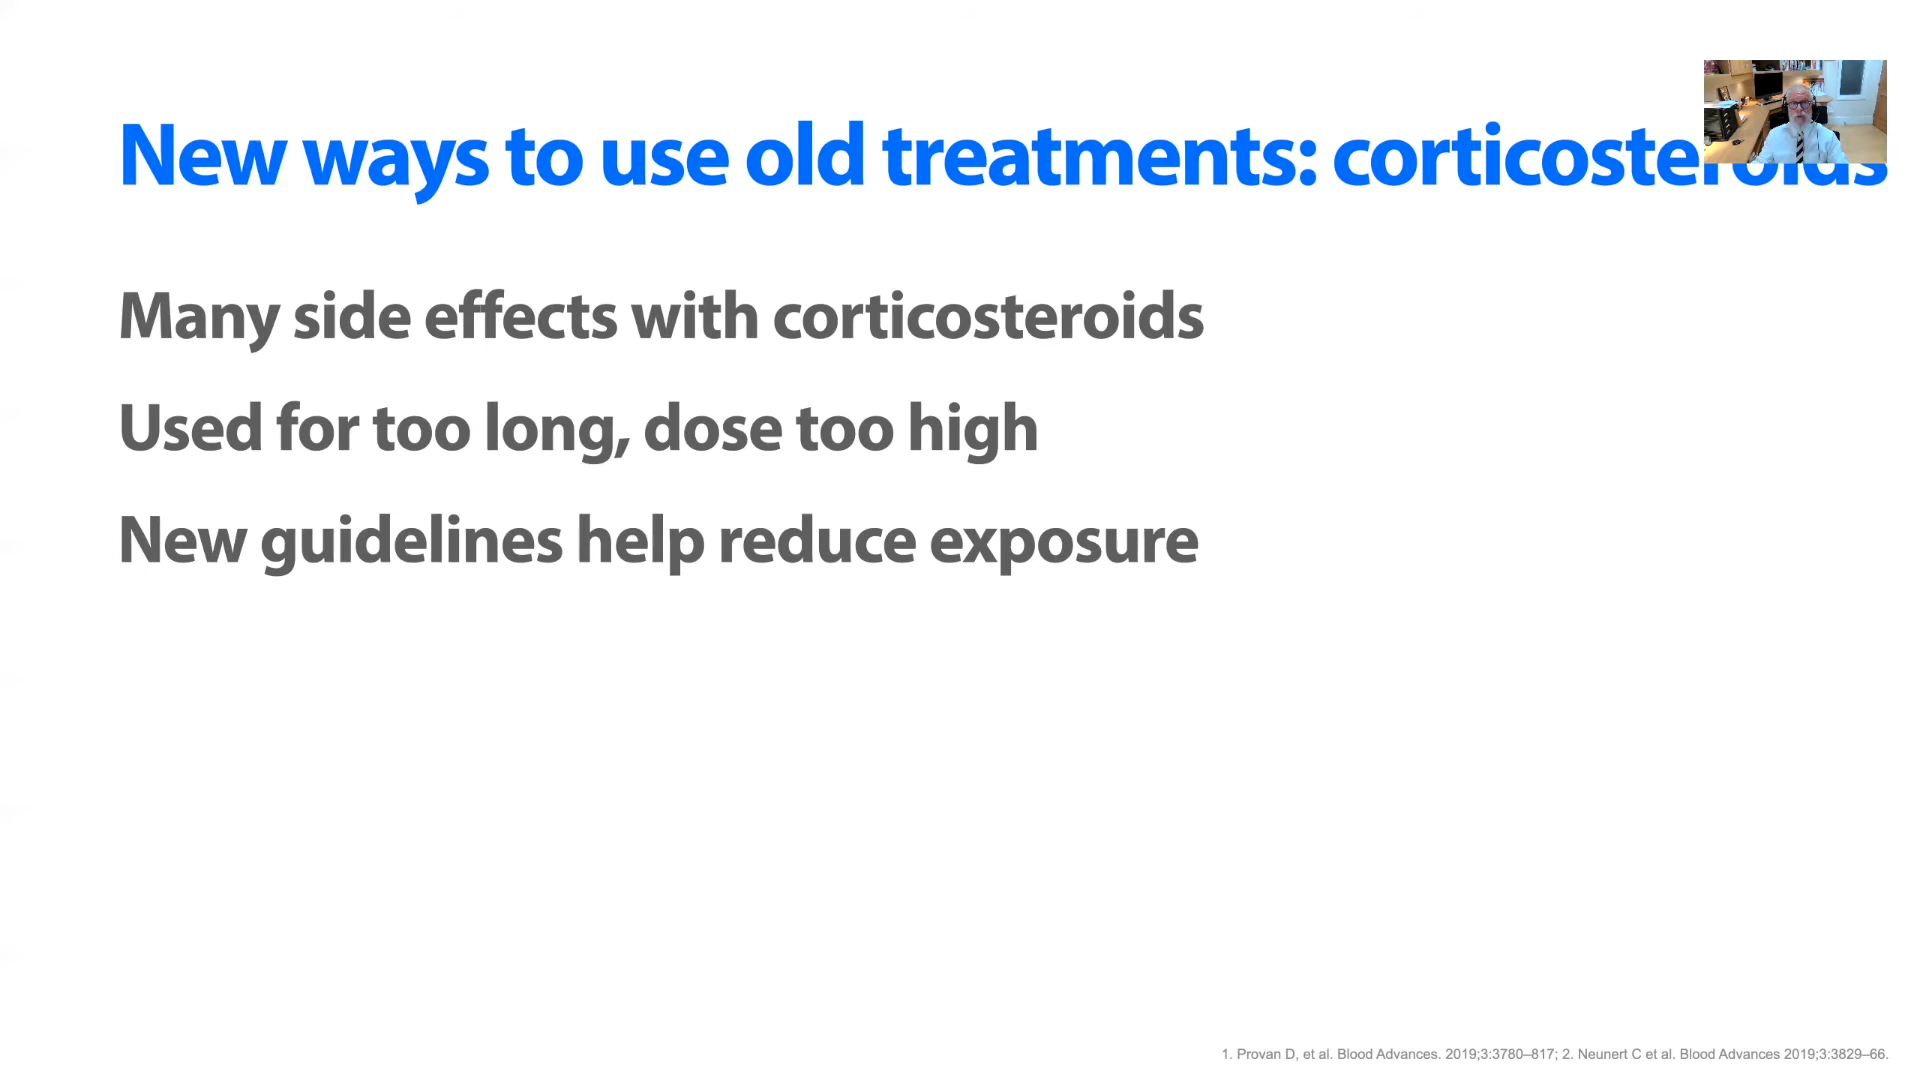 New ways to use old treatments: corticosteroids
Many side effects with corticosteroids
Used for too long, dose too high
New guidelines help reduce exposure
1. Provan D, et al. Blood Advances. 2019;3:3780–817; 2. Neunert C et al. Blood Advances 2019;3:3829–66.